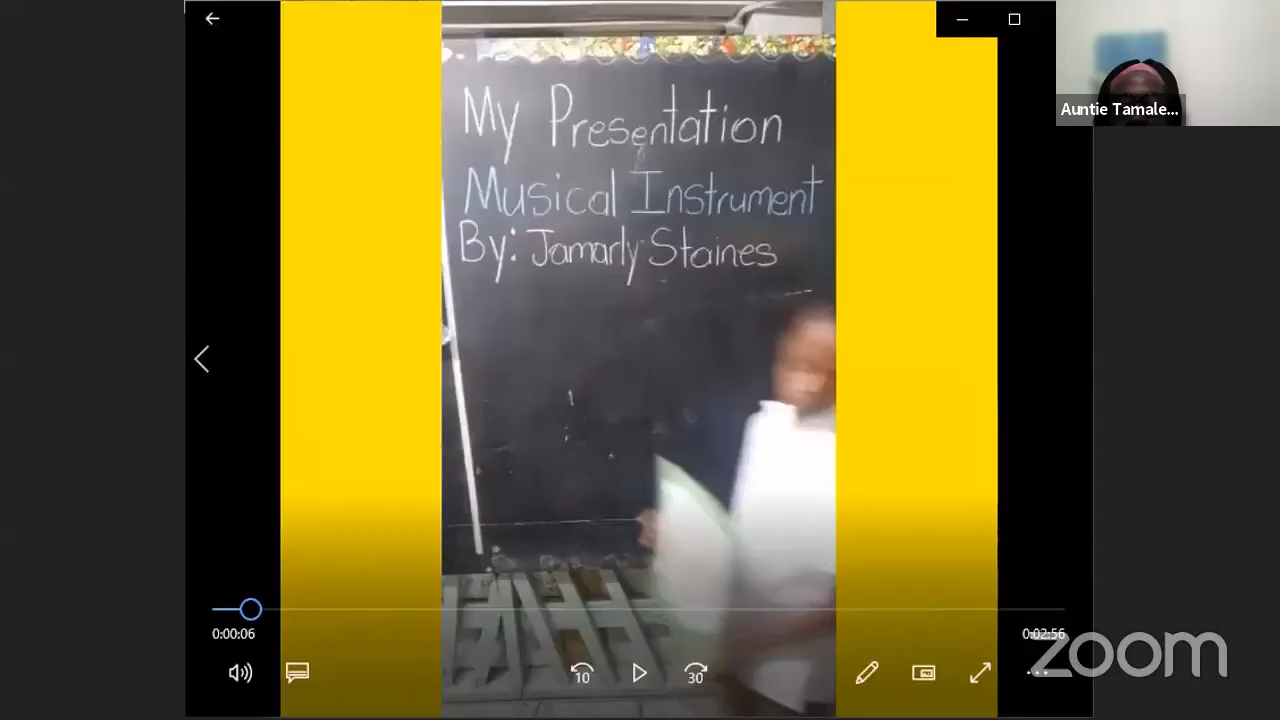 My Presentation
Musical Instrument
By: Jamarly Staines
Auntie Tamale...
0:00:06
0:02:56
10
30
zoom